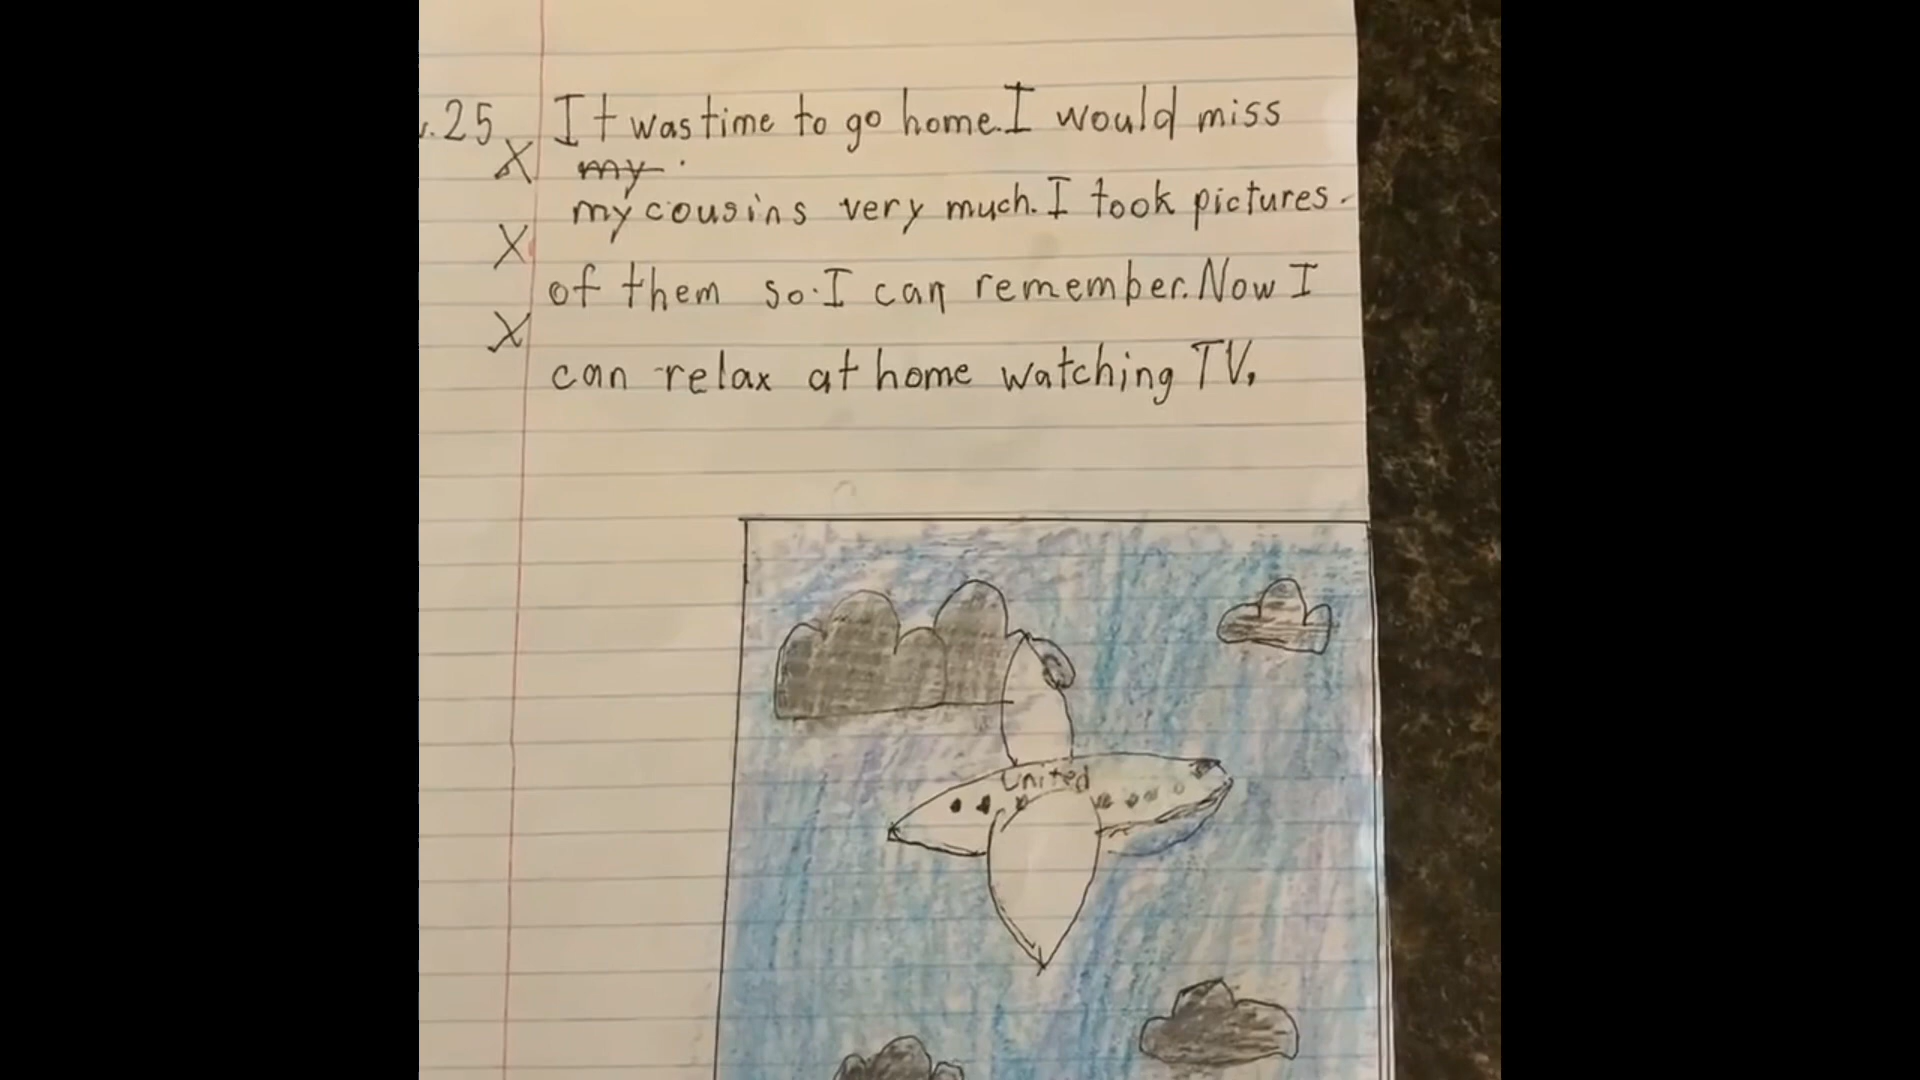 . 25. It was time to go home. I would miss
X my
my cousins very much. I took pictures
X
of them so I can remember. Now I
X
can relax at home watching TV.
United